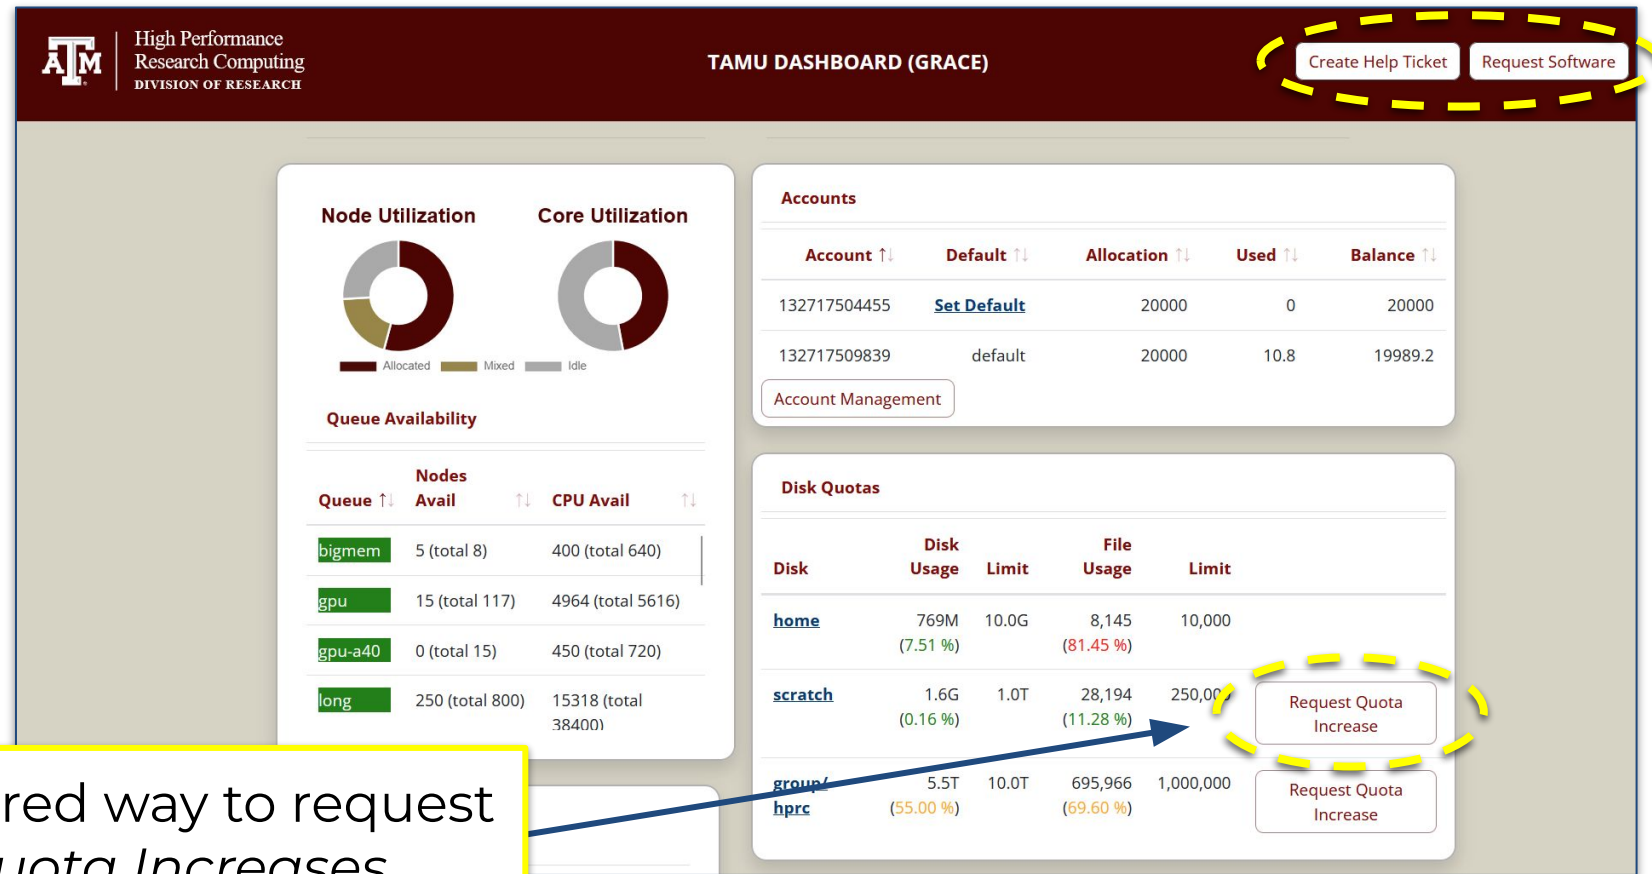 High Performance
Research Computing
DIVISION OF RESEARCH
TAMU DASHBOARD (GRACE)
Create Help Ticket
Request Software
Node Utilization
Core Utilization
Allocated
Mixed
Idle
Queue Availability
Queue Nodes Avail CPU Avail
bigmem 5 (total 8) 400 (total 640)
gpu 15 (total 117) 4964 (total 5616)
gpu-a40 0 (total 15) 450 (total 720)
long 250 (total 800) 15318 (total
38400)
Accounts
Account ↑↓ Default ↑↓ Allocation ↑↓ Used ↑↓ Balance ↑↓
132717504455 Set Default 20000 0 20000
132717509839 default 20000 10.8 19989.2
Account Management
Disk Quotas
Disk File
Disk Usage Limit Usage Limit
home 769M 10.0G 8,145 10,000
(7.51 %) (81.45 %)
scratch 1.6G 1.0T 28,194 250,000
(0.16 %) (11.28 %)
Request Quota
Increase
group/ 5.5T 10.0T 695,966 1,000,000
hprc (55.00 %) (69.60 %)
Request Quota
Increase
red way to request
uota Increases